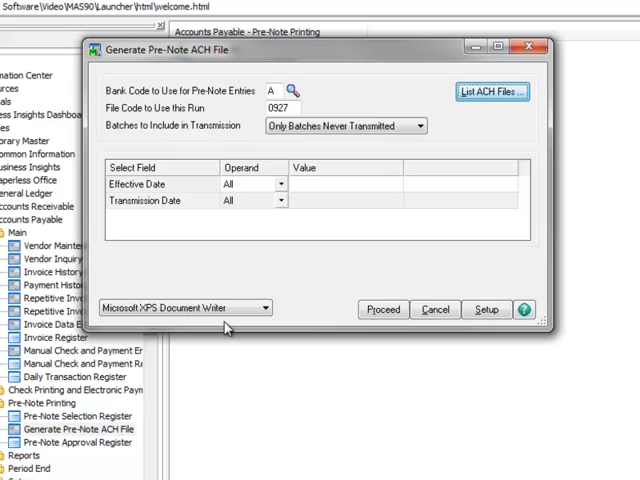 Software\Video\MAS90\Launcher\html\welcome.html
Accounts Payable - Pre-Note Printing
Generate Pre-Note ACH File
Bank Code to Use for Pre-Note Entries A
List ACH Files ...
File Code to Use this Run 0927
Batches to Include in Transmission Only Batches Never Transmitted
Select Field Operand Value
Effective Date All
Transmission Date All
Microsoft XPS Document Writer
Proceed Cancel Setup
mation Center
urces
als
ess Insights Dashboa
es
brary Master
ccounts
usiness Insights
aperless Office
eneral Ledger
ccounts Receivable
ccounts Payable
Main
Vendor Mainten
Vendor Inquiry
Invoice History
Payment Histor
Repetitive Invo
Repetitive Invo
Invoice Data E
Invoice Register
Manual Check and Payment En
Manual Check and Payment Re
Daily Transaction Register
Check Printing and Electronic Paym
Pre-Note Printing
Pre-Note Selection Register
Generate Pre-Note ACH File
Pre-Note Approval Register
Reports
Period End